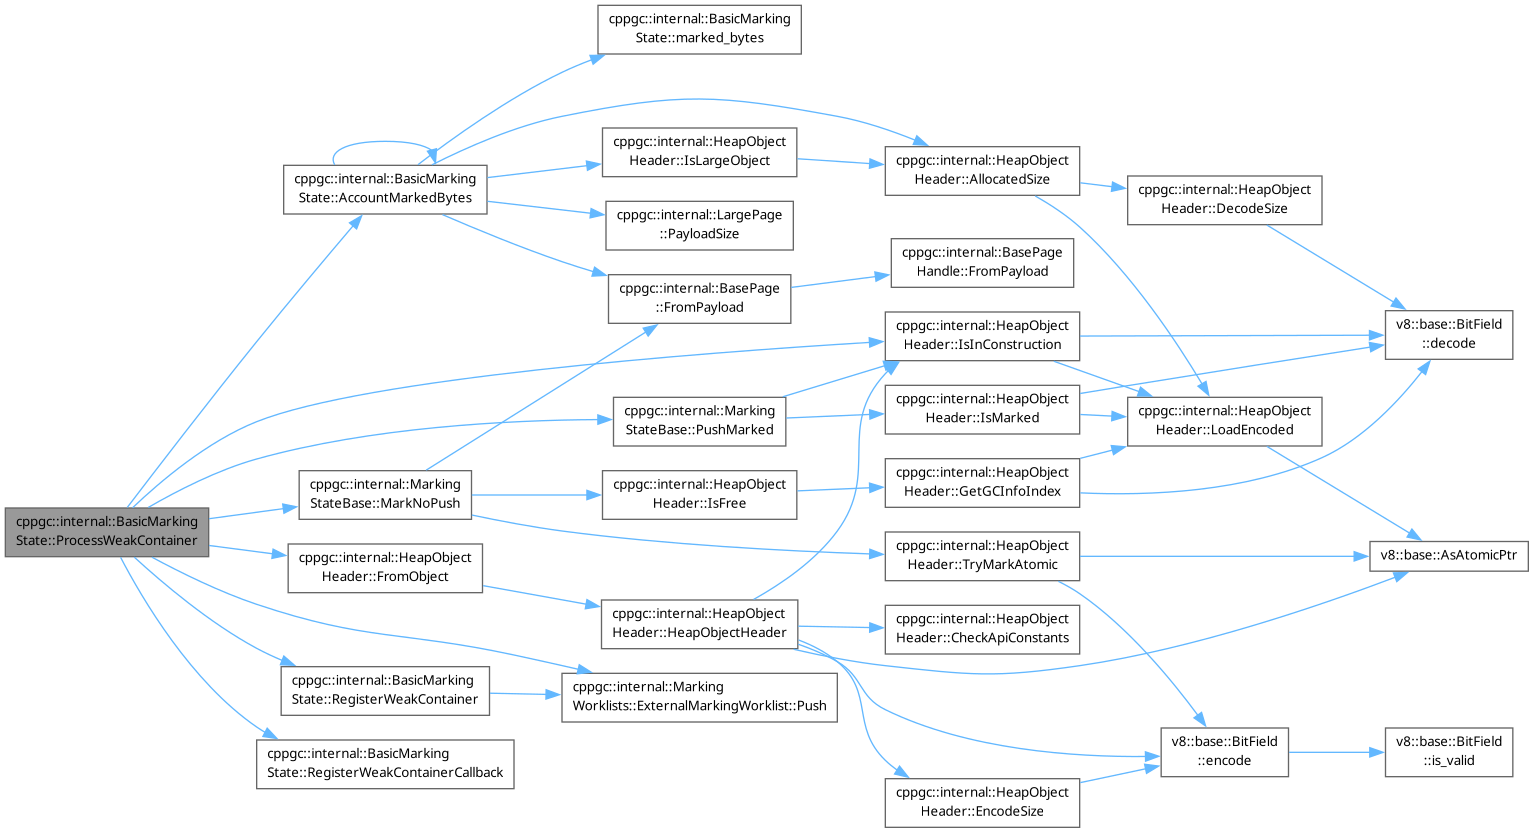 cppgc::internal::BasicMarking
State::ProcessWeakContainer
cppgc::internal::BasicMarking
State::AccountMarkedBytes
cppgc::internal::Marking
StateBase::MarkNoPush
cppgc::internal::HeapObject
Header::FromObject
cppgc::internal::BasicMarking
State::RegisterWeakContainer
cppgc::internal::BasicMarking
State::RegisterWeakContainerCallback
cppgc::internal::BasicMarking
State::marked_bytes
cppgc::internal::HeapObject
Header::IsLargeObject
cppgc::internal::LargePage
::PayloadSize
cppgc::internal::BasePage
::FromPayload
cppgc::internal::Marking
StateBase::PushMarked
cppgc::internal::HeapObject
Header::IsFree
cppgc::internal::HeapObject
Header::HeapObjectHeader
cppgc::internal::Marking
Worklists::ExternalMarkingWorklist::Push
cppgc::internal::HeapObject
Header::AllocatedSize
cppgc::internal::BasePage
Handle::FromPayload
cppgc::internal::HeapObject
Header::IsInConstruction
cppgc::internal::HeapObject
Header::IsMarked
cppgc::internal::HeapObject
Header::GetGCInfoIndex
cppgc::internal::HeapObject
Header::TryMarkAtomic
cppgc::internal::HeapObject
Header::CheckApiConstants
cppgc::internal::HeapObject
Header::EncodeSize
cppgc::internal::HeapObject
Header::DecodeSize
cppgc::internal::HeapObject
Header::LoadEncoded
v8::base::BitField
::encode
v8::base::BitField
::decode
v8::base::AsAtomicPtr
v8::base::BitField
::is_valid